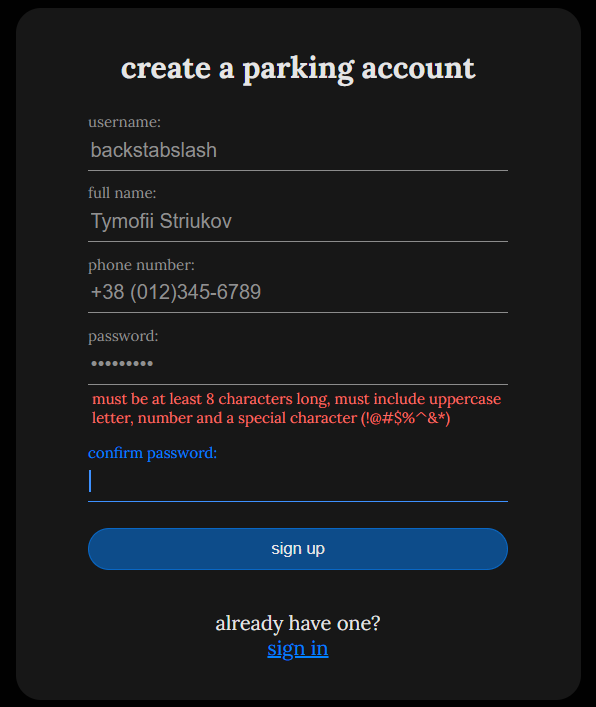 create a parking account
username:
backstabslash
full name:
Tymofii Striukov
phone number:
+38 (012)345-6789
password:
•••••••••
must be at least 8 characters long, must include uppercase
letter, number and a special character (!@#$%^&*)
confirm password:
sign up
already have one?
sign in